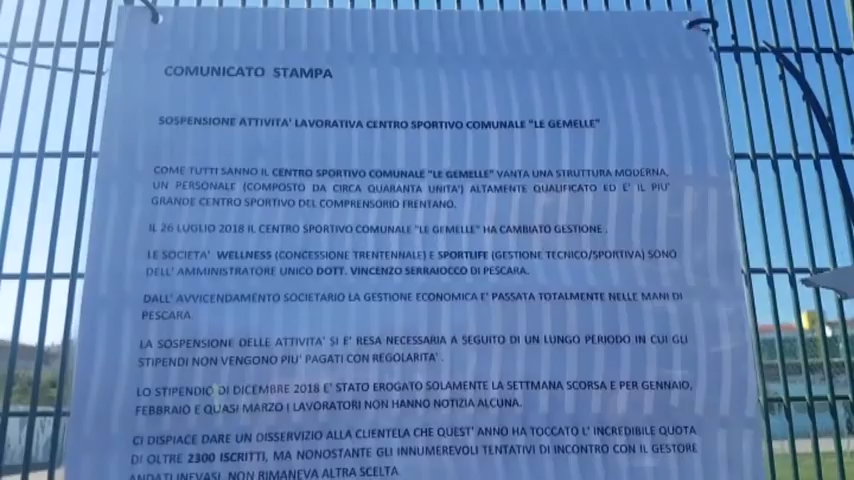 COMUNICATO STAMPA
SOSPENSIONE ATTIVITA' LAVORATIVA CENTRO SPORTIVO COMUNALE "LE GEMELLE"
COME TUTTI SANNO IL CENTRO SPORTIVO COMUNALE "LE GEMELLE" VANTA UNA STRUTTURA MODERNA,
UN PERSONALE (COMPOSTO DA CIRCA QUARANTA UNITA') ALTAMENTE QUALIFICATO ED E' IL PIU'
GRANDE CENTRO SPORTIVO DEL COMPRENSORIO FRENTANO.
IL 26 LUGLIO 2018 IL CENTRO SPORTIVO COMUNALE "LE GEMELLE" HA CAMBIATO GESTIONE .
LE SOCIETA' WELLNESS (CONCESSIONE TRENTENNALE) E SPORTLIFE (GESTIONE TECNICO/SPORTIVA) SONO
DELL' AMMINISTRATORE UNICO DOTT. VINCENZO SERRAIOCCO DI PESCARA.
DALL' AVVICENDAMENTO SOCIETARIO LA GESTIONE ECONOMICA E' PASSATA TOTALMENTE NELLE MANI DI
PESCARA.
LA SOSPENSIONE DELLE ATTIVITA' SI E' RESA NECESSARIA A SEGUITO DI UN LUNGO PERIODO IN CUI GLI
STIPENDI NON VENGONO PIU' PAGATI CON REGOLARITA' .
LO STIPENDIO DI DICEMBRE 2018 E' STATO EROGATO SOLAMENTE LA SETTMANA SCORSA E PER GENNAIO,
FEBBRAIO E QUASI MARZO I LAVORATORI NON HANNO NOTIZIA ALCUNA.
CI DISPIACE DARE UN DISSERVIZIO ALLA CLIENTELA CHE QUEST' ANNO HA TOCCATO L' INCREDIBILE QUOTA
DI OLTRE 2300 ISCRITTI, MA NONOSTANTE GLI INNUMEREVOLI TENTATIVI DI INCONTRO CON IL GESTORE
ANDATI INEVASI, NON RIMANEVA ALTRA SCELTA